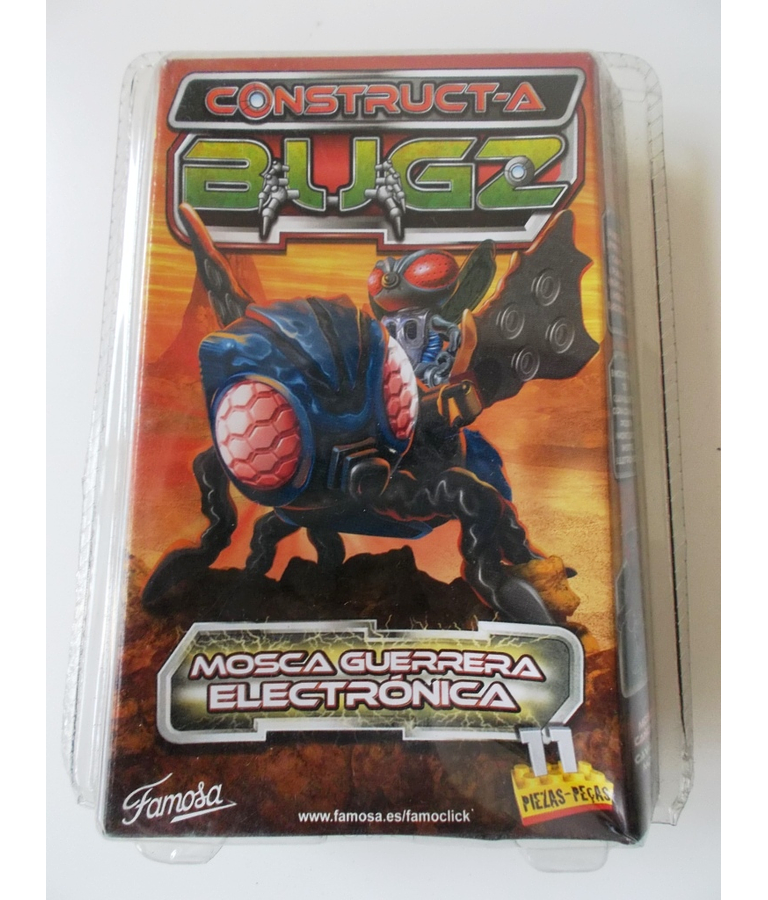 CONSTRUCT-A
BUGZ
MOSCA GUERRERA
ELECTRÓNICA
11
PIEZAS-PEÇAS
Famosa
www.famosa.es/famoclick